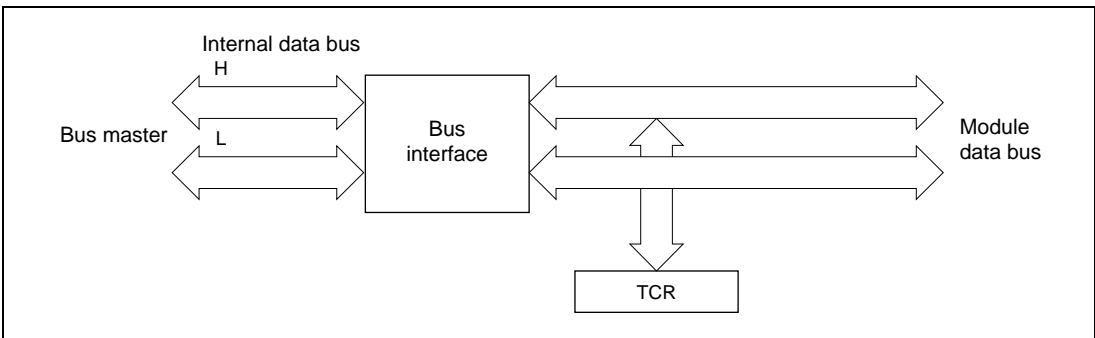 Internal data bus
H
Bus master
L
Bus
interface
Module
data bus
TCR